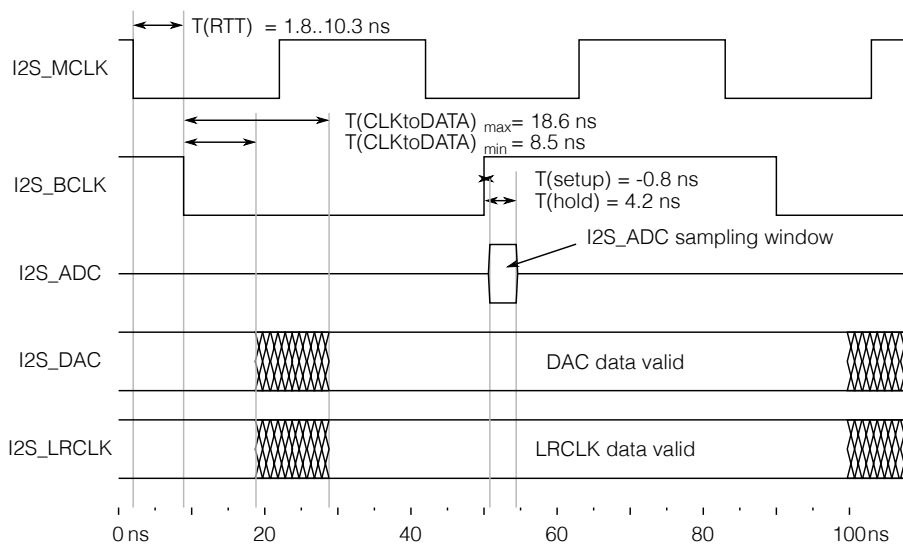 T(RTT) = 1.8..10.3 ns
I2S_MCLK
T(CLKtoDATA) max = 18.6 ns
T(CLKtoDATA) min = 8.5 ns
I2S_BCLK
T(setup) = -0.8 ns
T(hold) = 4.2 ns
I2S_ADC sampling window
I2S_ADC
I2S_DAC
DAC data valid
I2S_LRCLK
LRCLK data valid
0 ns 20 40 60 80 100 ns